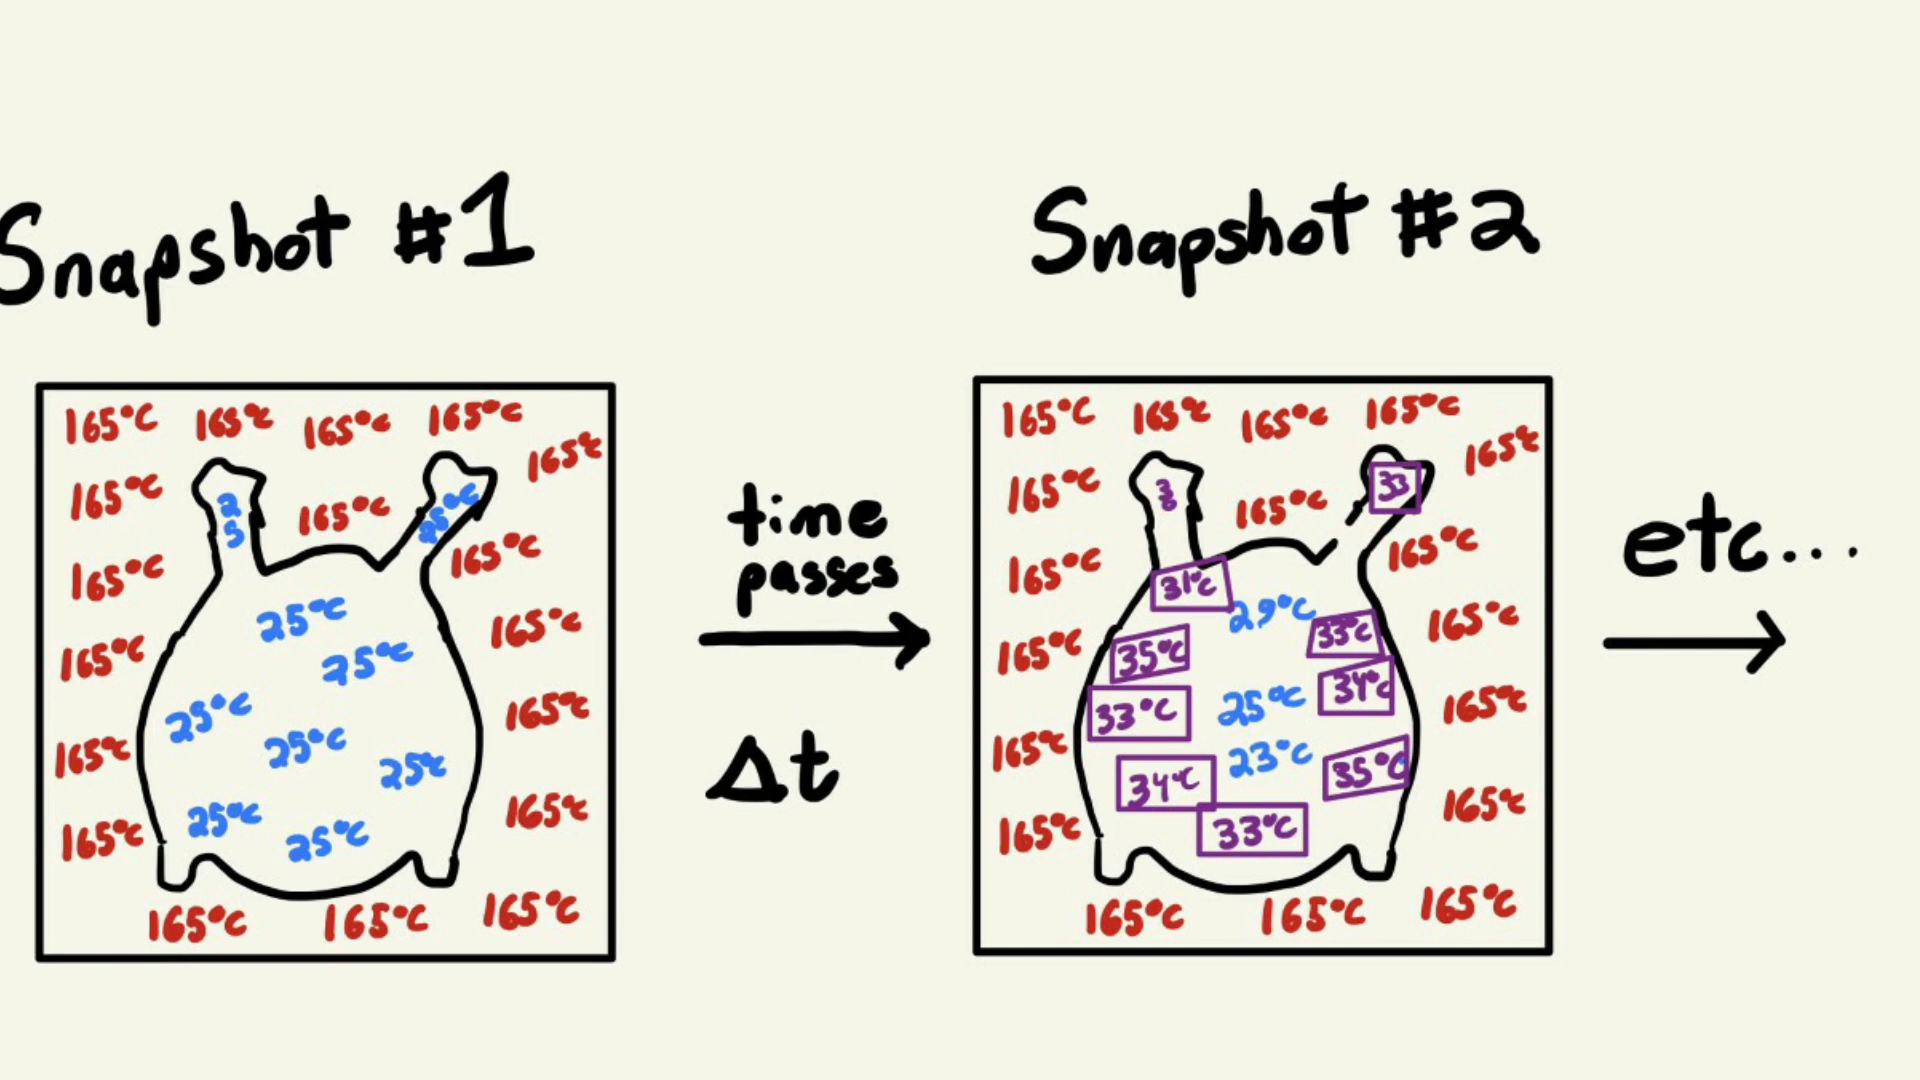 Snapshot #1
165°C 165°C 165°C 165°C
165°C
165°C 165°C
25 25°C
165°C 165°C
25°C
165°C 25°C 165°C
25°C 165°C
165°C 25°C 25°C
25°C 165°C
165°C 25°C
165°C 165°C 165°C
time
passes
Δt
Snapshot #2
165°C 165°C 165°C 165°C
165°C
165°C 33
165°C
165°C 31°C 165°C
29°C 33°C 165°C
165°C 35°C 34°C
33°C 25°C 165°C
165°C 23°C 35°C
34°C 165°C
165°C 33°C
165°C 165°C 165°C
etc...